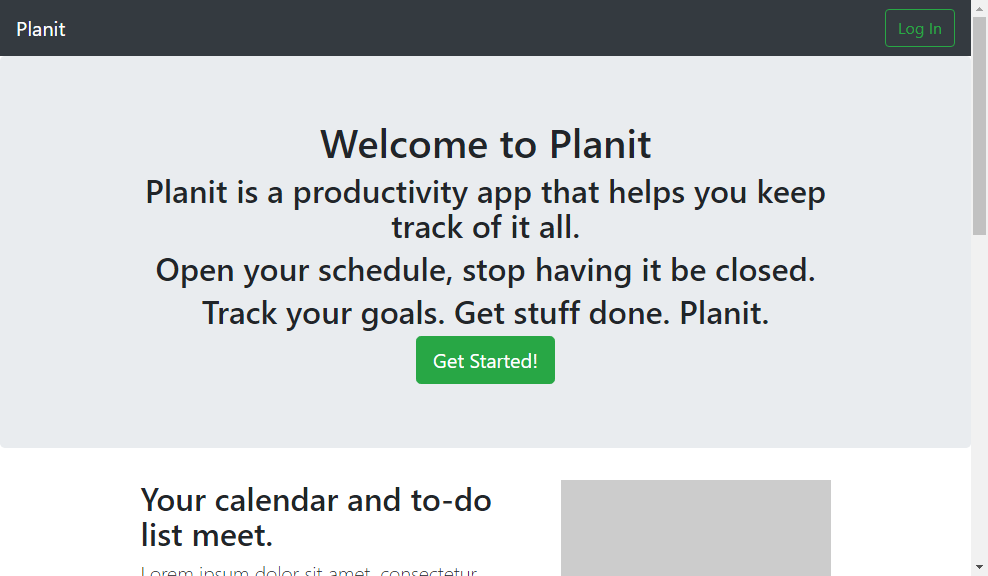 Planit
Log In
Welcome to Planit
Planit is a productivity app that helps you keep
track of it all.
Open your schedule, stop having it be closed.
Track your goals. Get stuff done. Planit.
Get Started!
Your calendar and to-do
list meet.
Lorem ipsum dolor sit amet, consectetur